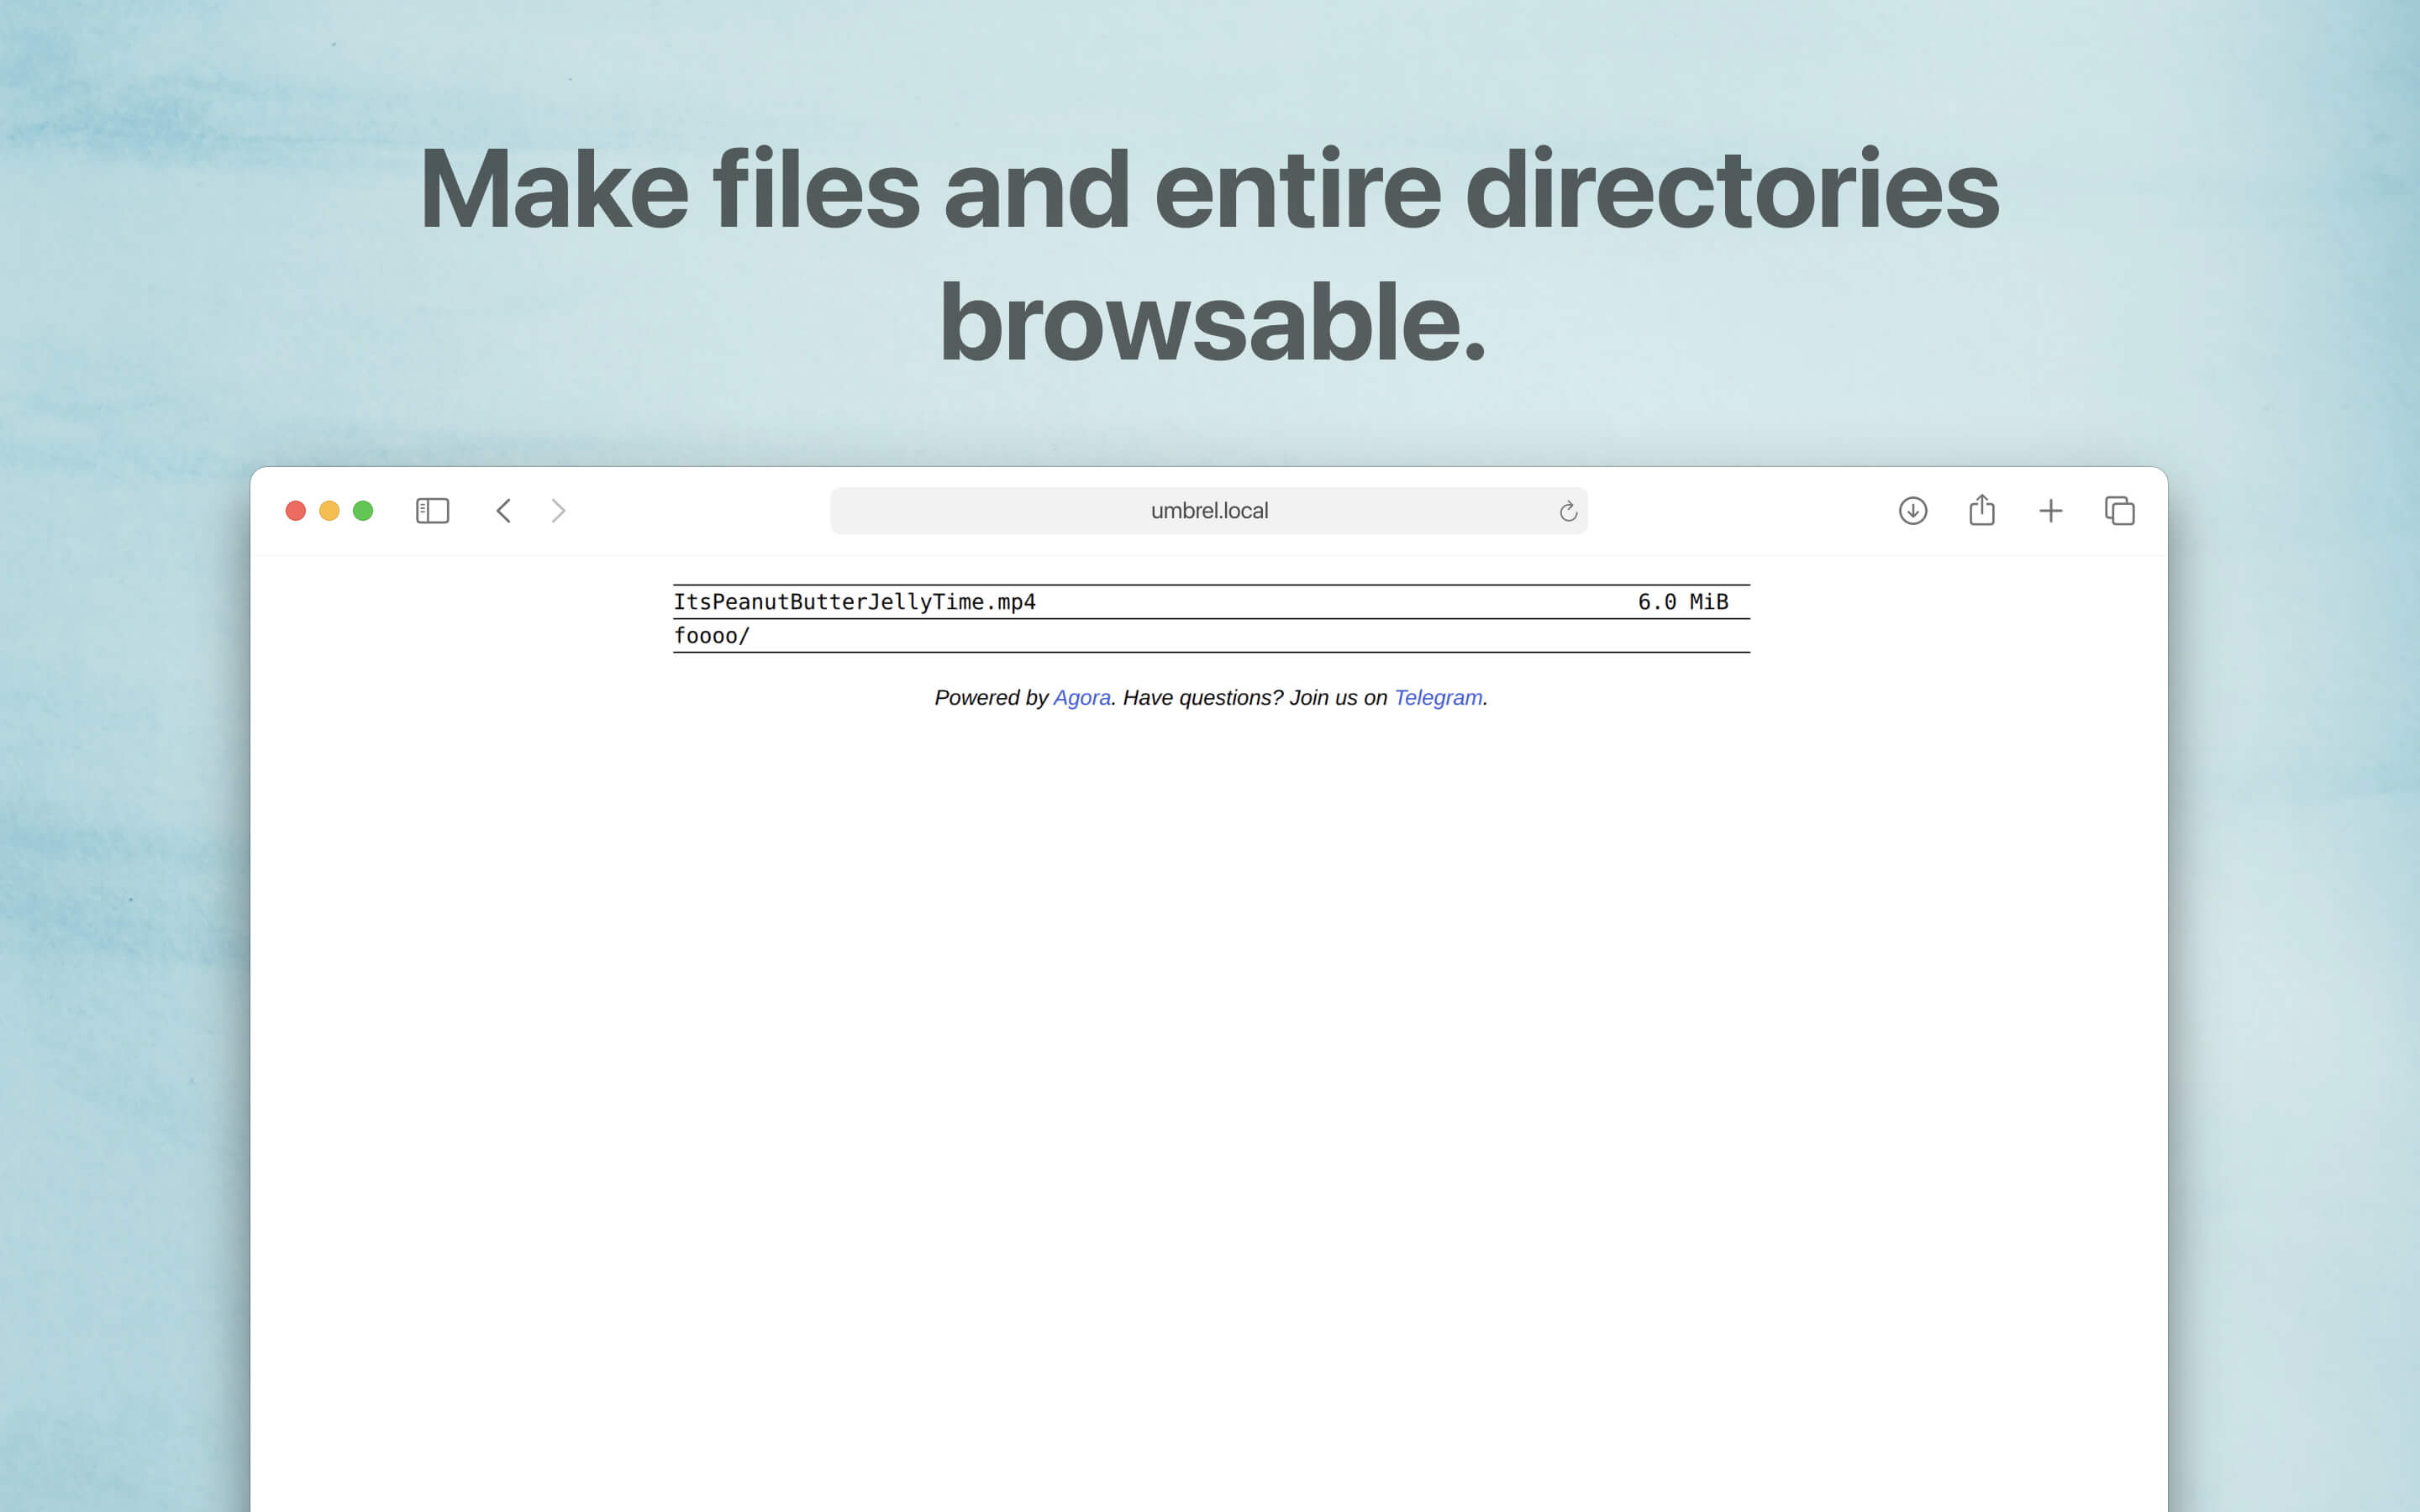 Make files and entire directories
browsable.
umbrel.local
ItsPeanutButterJellyTime.mp4 6.0 MiB
foooo/
Powered by Agora. Have questions? Join us on Telegram.